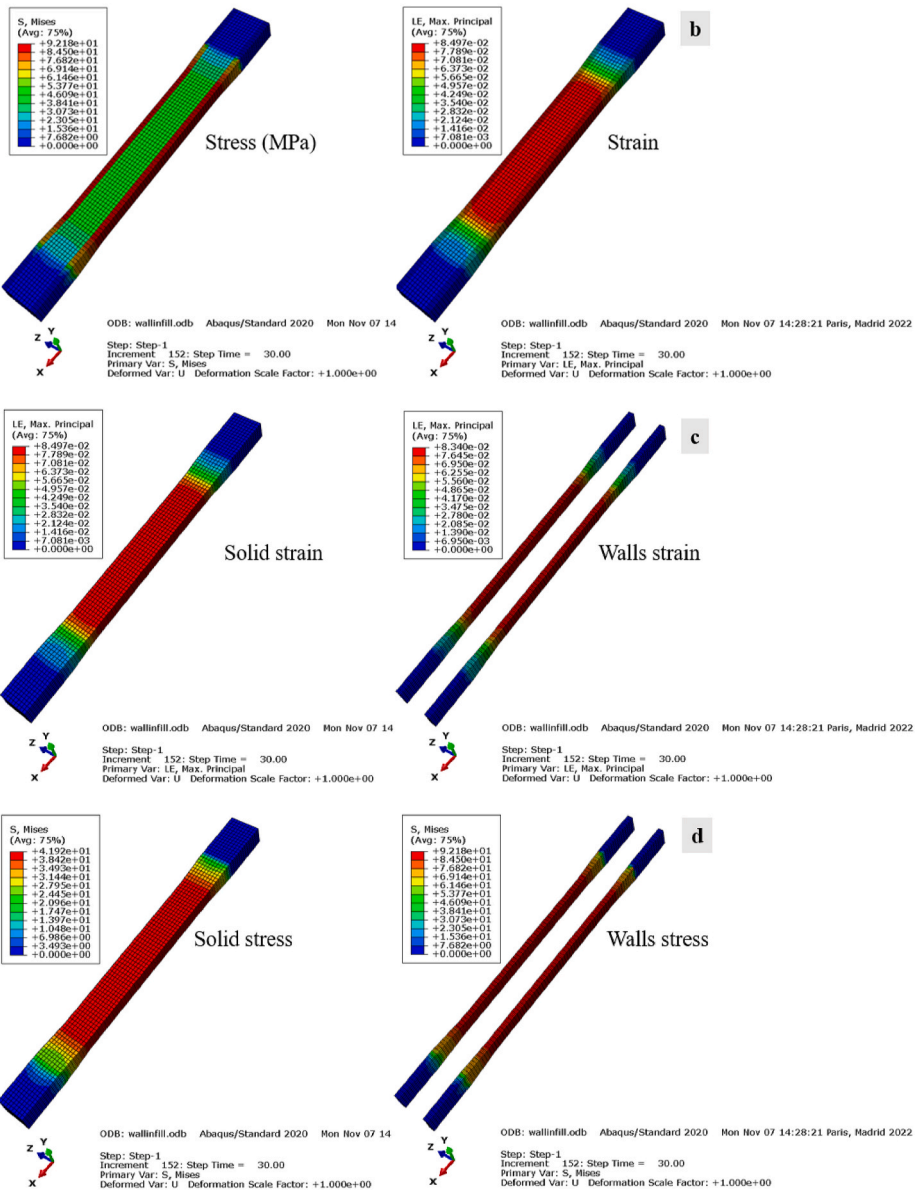 S, Mises
(Avg: 75%)
+9.218e+01
+8.450e+01
+7.682e+01
+6.914e+01
+6.146e+01
+5.377e+01
+4.609e+01
+3.841e+01
+3.073e+01
+2.305e+01
+1.536e+01
+7.682e+00
+0.000e+00
Stress (MPa)
Z Y
X
ODB: wallinfill.odb Abaqus/Standard 2020 Mon Nov 07 14
Step: Step-1
Increment 152: Step Time = 30.00
Primary Var: S, Mises
Deformed Var: U Deformation Scale Factor: +1.000e+00
LE, Max. Principal
(Avg: 75%)
+8.497e-02
+7.789e-02
+7.081e-02
+6.373e-02
+5.665e-02
+4.957e-02
+4.249e-02
+3.540e-02
+2.832e-02
+2.124e-02
+1.416e-02
+7.081e-03
+0.000e+00
b
Strain
Z Y
X
ODB: wallinfill.odb Abaqus/Standard 2020 Mon Nov 07 14:28:21 Paris, Madrid 2022
Step: Step-1
Increment 152: Step Time = 30.00
Primary Var: LE, Max. Principal
Deformed Var: U Deformation Scale Factor: +1.000e+00
LE, Max. Principal
(Avg: 75%)
+8.497e-02
+7.789e-02
+7.081e-02
+6.373e-02
+5.665e-02
+4.957e-02
+4.249e-02
+3.540e-02
+2.832e-02
+2.124e-02
+1.416e-02
+7.081e-03
+0.000e+00
Solid strain
Z Y
X
ODB: wallinfill.odb Abaqus/Standard 2020 Mon Nov 07 14
Step: Step-1
Increment 152: Step Time = 30.00
Primary Var: LE, Max. Principal
Deformed Var: U Deformation Scale Factor: +1.000e+00
LE, Max. Principal
(Avg: 75%)
+8.340e-02
+7.645e-02
+6.950e-02
+6.255e-02
+5.560e-02
+4.865e-02
+4.170e-02
+3.475e-02
+2.780e-02
+2.085e-02
+1.390e-02
+6.950e-03
+0.000e+00
c
Walls strain
Z Y
X
ODB: wallinfill.odb Abaqus/Standard 2020 Mon Nov 07 14:28:21 Paris, Madrid 2022
Step: Step-1
Increment 152: Step Time = 30.00
Primary Var: LE, Max. Principal
Deformed Var: U Deformation Scale Factor: +1.000e+00
S, Mises
(Avg: 75%)
+4.192e+01
+3.842e+01
+3.493e+01
+3.144e+01
+2.795e+01
+2.445e+01
+2.096e+01
+1.747e+01
+1.397e+01
+1.048e+01
+6.986e+00
+3.493e+00
+0.000e+00
Solid stress
Z Y
X
ODB: wallinfill.odb Abaqus/Standard 2020 Mon Nov 07 14
Step: Step-1
Increment 152: Step Time = 30.00
Primary Var: S, Mises
Deformed Var: U Deformation Scale Factor: +1.000e+00
S, Mises
(Avg: 75%)
+9.218e+01
+8.450e+01
+7.682e+01
+6.914e+01
+6.146e+01
+5.377e+01
+4.609e+01
+3.841e+01
+3.073e+01
+2.305e+01
+1.536e+01
+7.682e+00
+0.000e+00
d
Walls stress
Z Y
X
ODB: wallinfill.odb Abaqus/Standard 2020 Mon Nov 07 14:28:21 Paris, Madrid 2022
Step: Step-1
Increment 152: Step Time = 30.00
Primary Var: S, Mises
Deformed Var: U Deformation Scale Factor: +1.000e+00